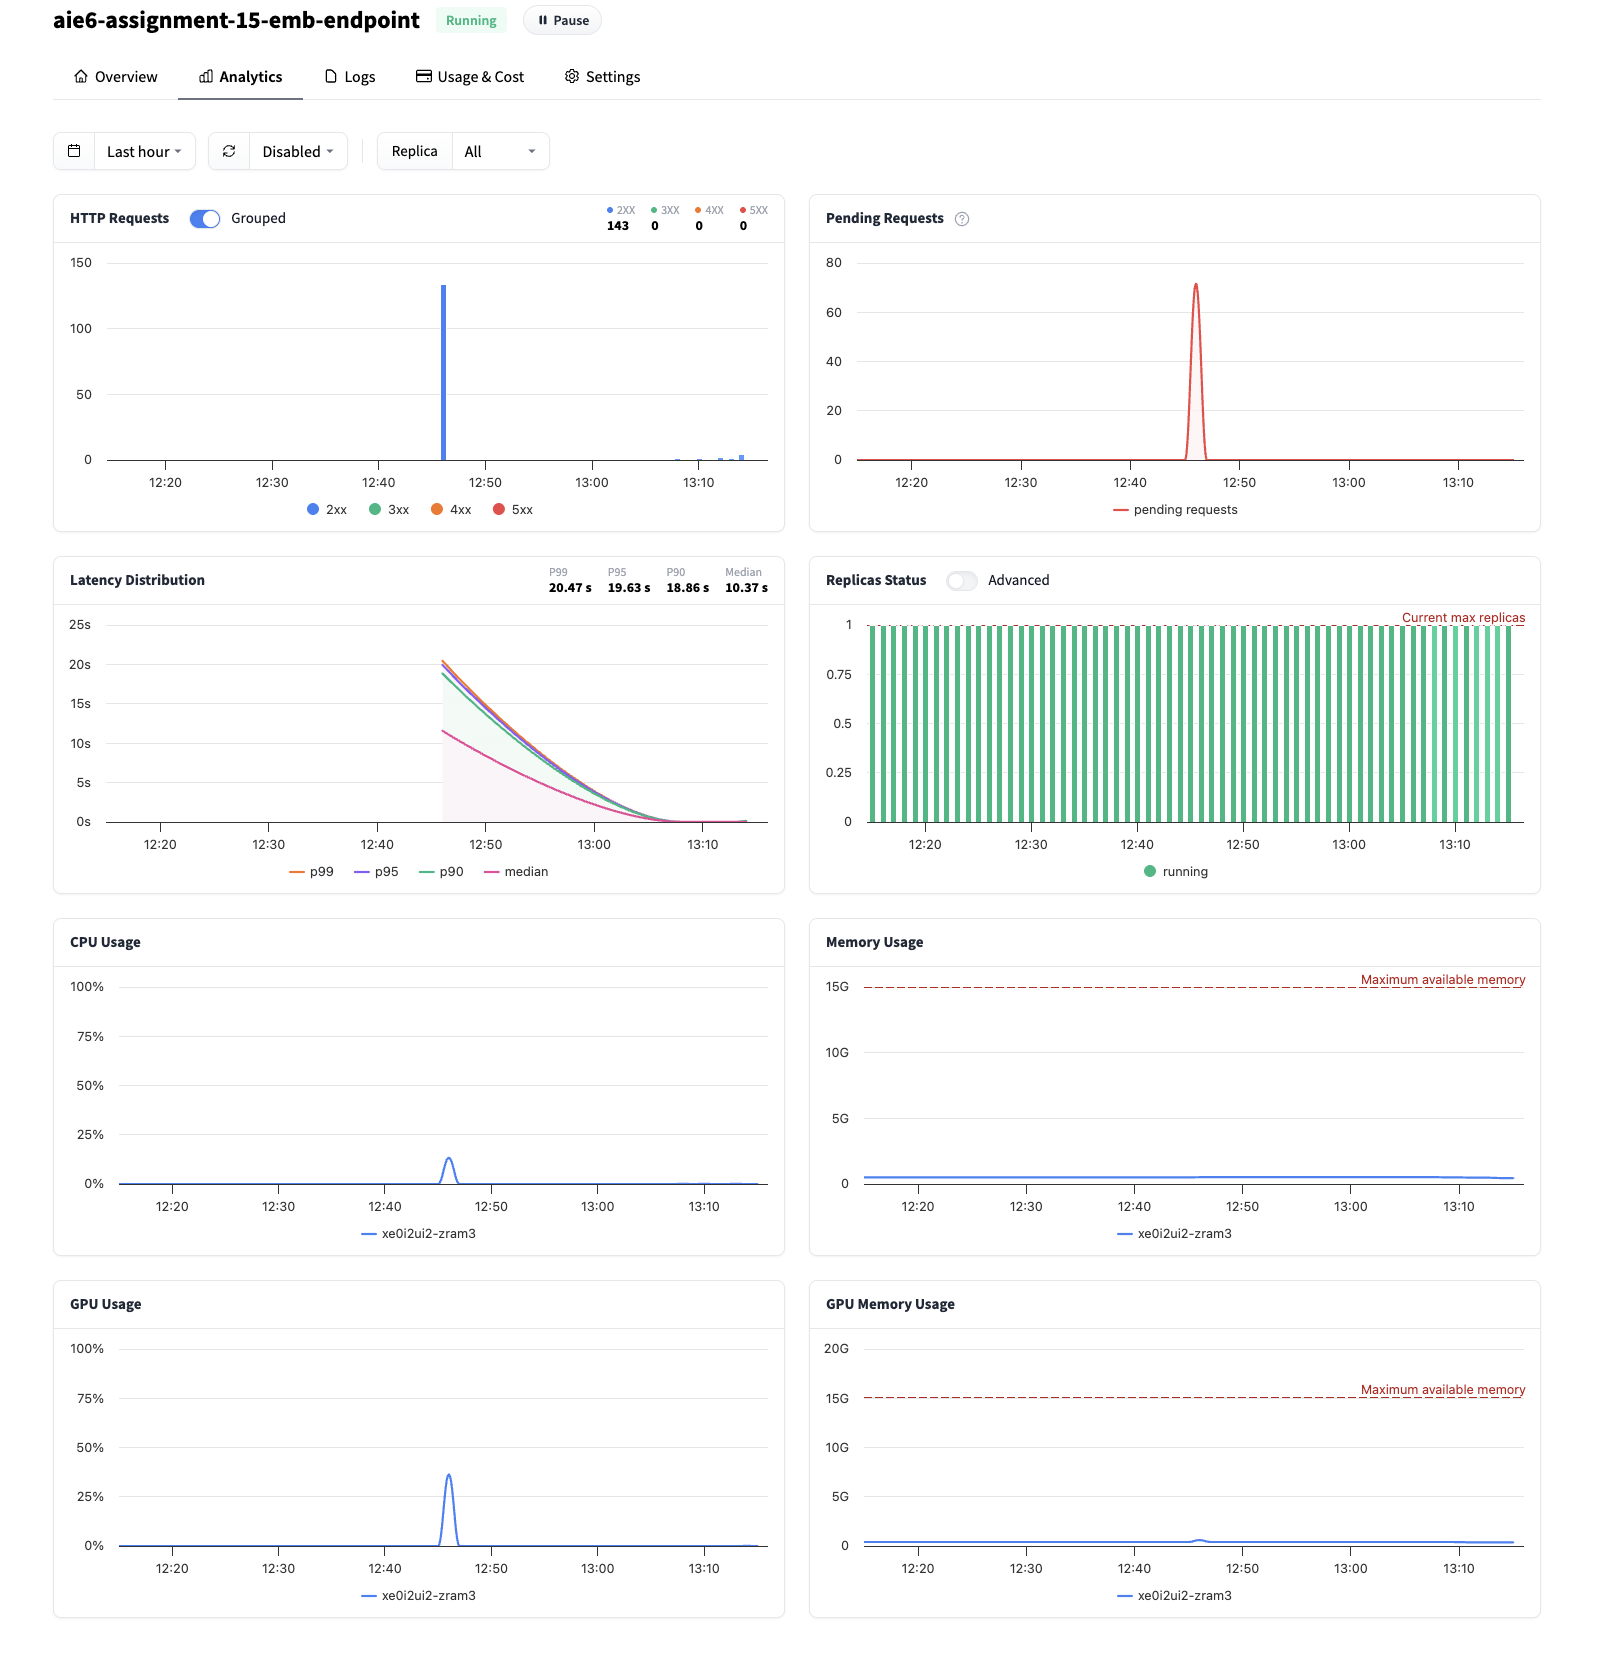 aie6-assignment-15-emb-endpoint Running Pause
Overview Analytics Logs Usage & Cost Settings
Last hour Disabled Replica All
HTTP Requests Grouped
2XX 3XX 4XX 5XX
143 0 0 0
150
100
50
0
12:20 12:30 12:40 12:50 13:00 13:10
2xx 3xx 4xx 5xx
Pending Requests ?
80
60
40
20
0
12:20 12:30 12:40 12:50 13:00 13:10
pending requests
Latency Distribution
P99 P95 P90 Median
20.47 s 19.63 s 18.86 s 10.37 s
25s
20s
15s
10s
5s
0s
12:20 12:30 12:40 12:50 13:00 13:10
p99 p95 p90 median
Replicas Status Advanced
Current max replicas
1
0.75
0.5
0.25
0
12:20 12:30 12:40 12:50 13:00 13:10
running
CPU Usage
100%
75%
50%
25%
0%
12:20 12:30 12:40 12:50 13:00 13:10
xe0i2ui2-zram3
Memory Usage
Maximum available memory
15G
10G
5G
0
12:20 12:30 12:40 12:50 13:00 13:10
xe0i2ui2-zram3
GPU Usage
100%
75%
50%
25%
0%
12:20 12:30 12:40 12:50 13:00 13:10
xe0i2ui2-zram3
GPU Memory Usage
20G
Maximum available memory
15G
10G
5G
0
12:20 12:30 12:40 12:50 13:00 13:10
xe0i2ui2-zram3